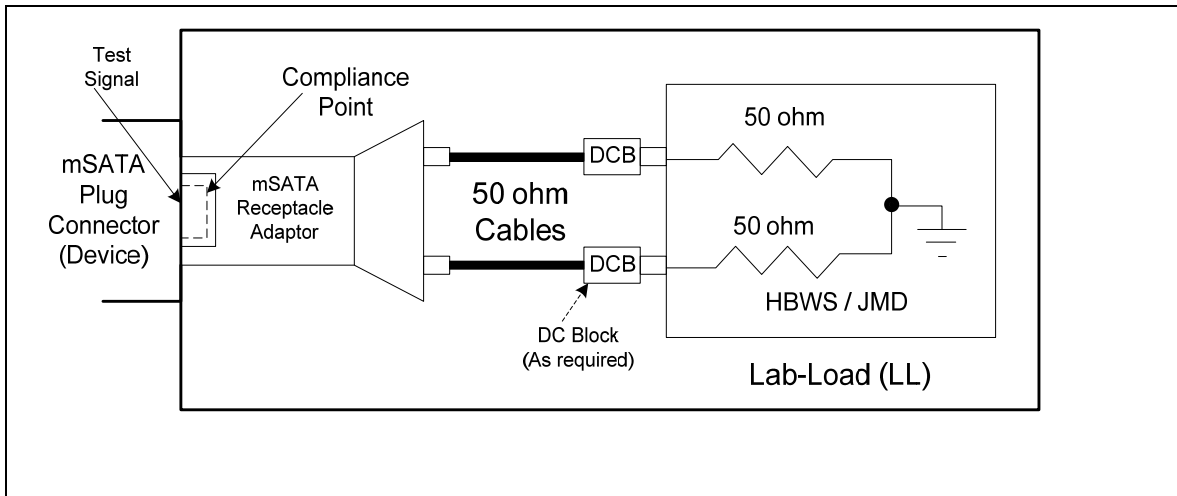 Test
Signal
Compliance
Point
mSATA
Plug
Connector
(Device)
mSATA
Receptacle
Adaptor
50 ohm
Cables
DCB
DCB
DC Block
(As required)
50 ohm
50 ohm
HBWS / JMD
Lab-Load (LL)